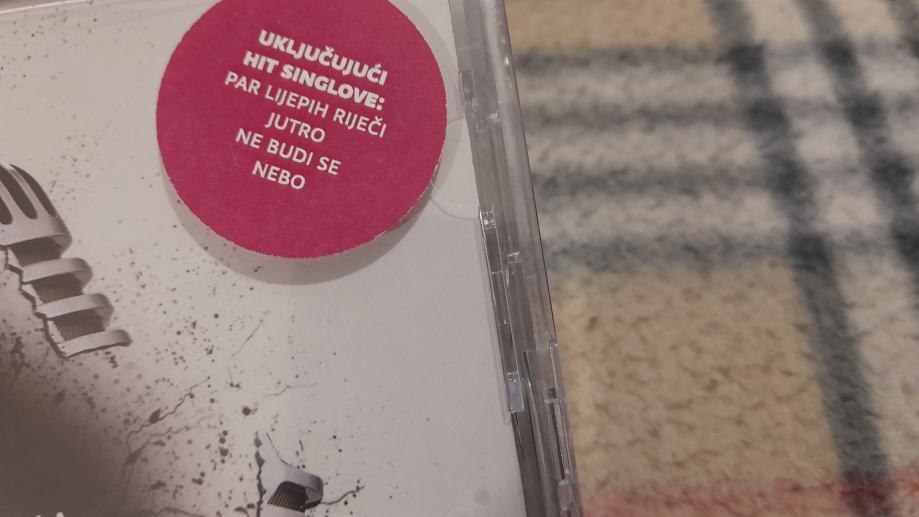 UKLJUČUJUĆI
HIT SINGLOVE:
PAR LIJEPIH RIJEČI
JUTRO
NE BUDI SE
NEBO